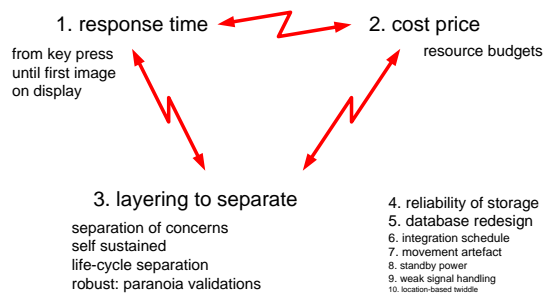 1. response time
2. cost price
from key press
until first image
on display
resource budgets
3. layering to separate
separation of concerns
self sustained
life-cycle separation
robust: paranoia validations
4. reliability of storage
5. database redesign
6. integration schedule
7. movement artefact
8. standby power
9. weak signal handling
10. location-based twiddle